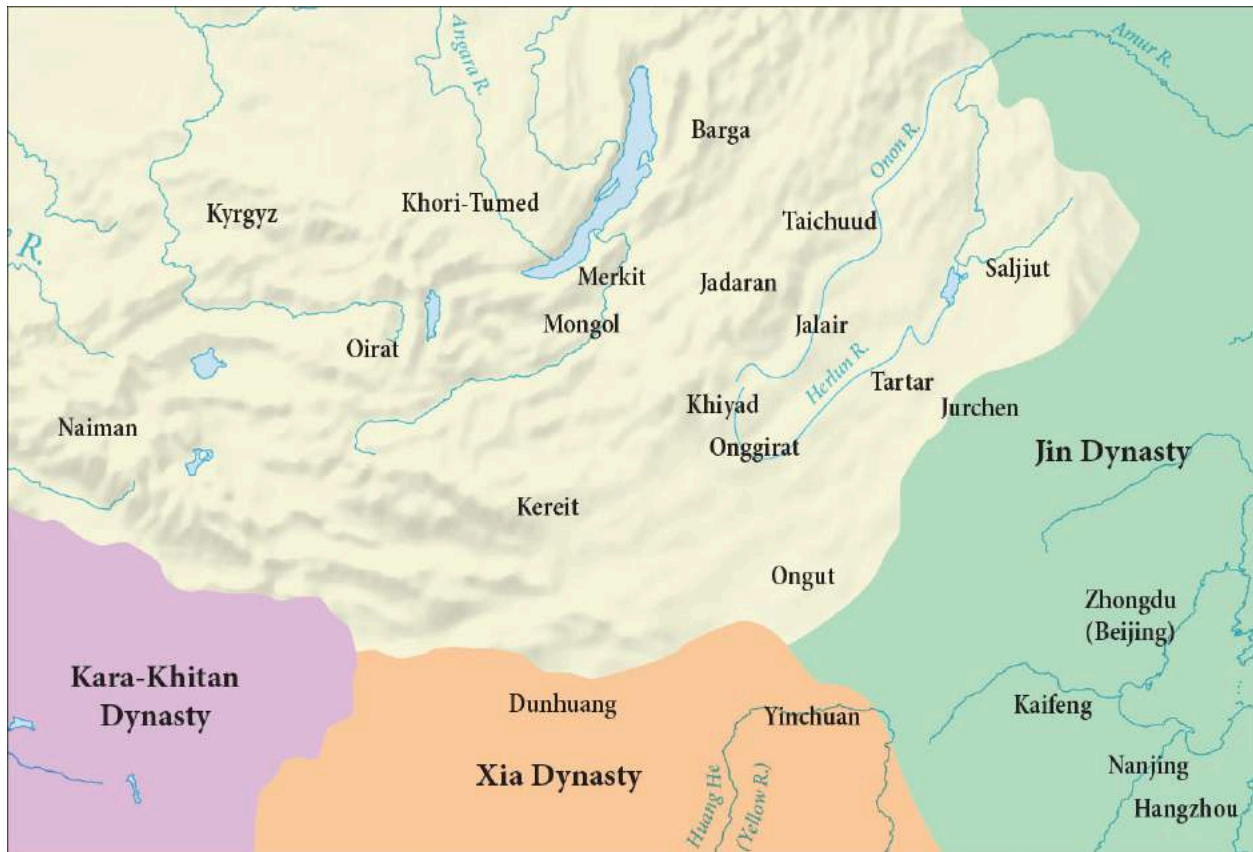 Angara R.
Amur R.
Barga
Onon R.
Khori-Tumed
Kyrgyz
Taichuud
R.
Merkit
Jadaran
Saljiut
Mongol
Jalair
Oirat
Herlun R.
Tartar
Khiyad
Jurchen
Naiman
Onggirat
Jin Dynasty
Kereit
Ongut
Zhongdu
(Beijing)
Kara-Khitan
Dynasty
Dunhuang
Yinchuan
Kaifeng
Xia Dynasty
Huang He
(Yellow R.)
Nanjing
Hangzhou